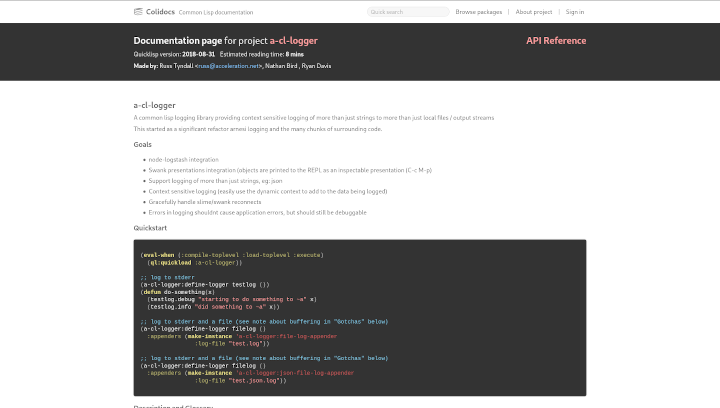 Colidocs Common Lisp documentation
Quick search
Browse packages | About project | Sign in
Documentation page for project a-cl-logger
API Reference
Quicklisp version: 2018-08-31 Estimated reading time: 8 mins
Made by: Russ Tyndall <russ@acceleration.net>, Nathan Bird , Ryan Davis
a-cl-logger
A common lisp logging library providing context sensitive logging of more than just strings to more than just local files / output streams
This started as a significant refactor arnesi logging and the many chunks of surrounding code.
Goals
node-logstash integration
Swank presentations integration (objects are printed to the REPL as an inspectable presentation (C-c M-p)
Support logging of more than just strings, eg: json
Context sensitive logging (easily use the dynamic context to add to the data being logged)
Gracefully handle slime/swank reconnects
Errors in logging shouldnt cause application errors, but should still be debuggable
Quickstart
(eval-when (:compile-toplevel :load-toplevel :execute)
(ql:quickload :a-cl-logger))
;; log to stderr
(a-cl-logger:define-logger testlog ())
(defun do-something(x)
(testlog.debug "starting to do something to ~a" x)
(testlog.info "did something to ~a" x))
;; log to stderr and a file (see note about buffering in "Gotchas" below)
(a-cl-logger:define-logger filelog ()
:appenders (make-instance 'a-cl-logger:file-log-appender
:log-file "test.log"))
;; log to stderr and a file (see note about buffering in "Gotchas" below)
(a-cl-logger:define-logger filelog ()
:appenders (make-instance 'a-cl-logger:json-file-log-appender
:log-file "test.json.log"))
Description and Glossary